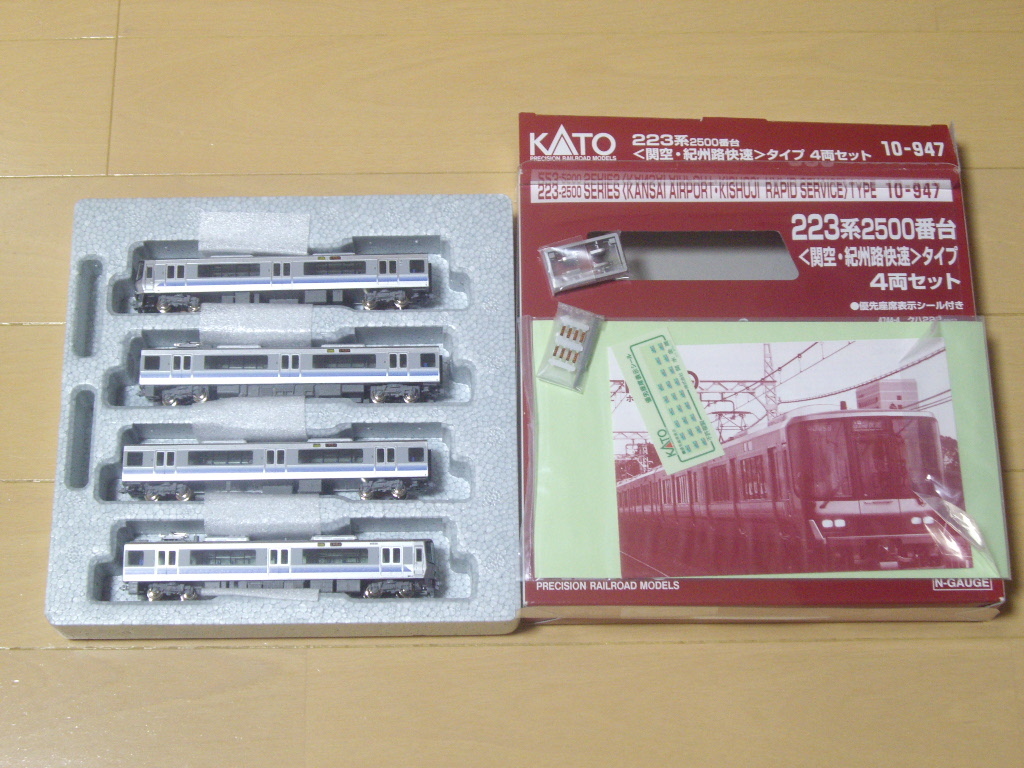 KATO
PRECISION RAILROAD MODELS
223系2500番台
〈関空・紀州路快速〉タイプ 4両セット
10-947
223-2500 SERIES〈KANSAI AIRPORT・KISHUJI RAPID SERVICE〉TYPE 10-947
223系2500番台
〈関空・紀州路快速〉タイプ
4両セット
●優先座席表示シール付き
KATO
PRECISION RAILROAD MODELS
N-GAUGE